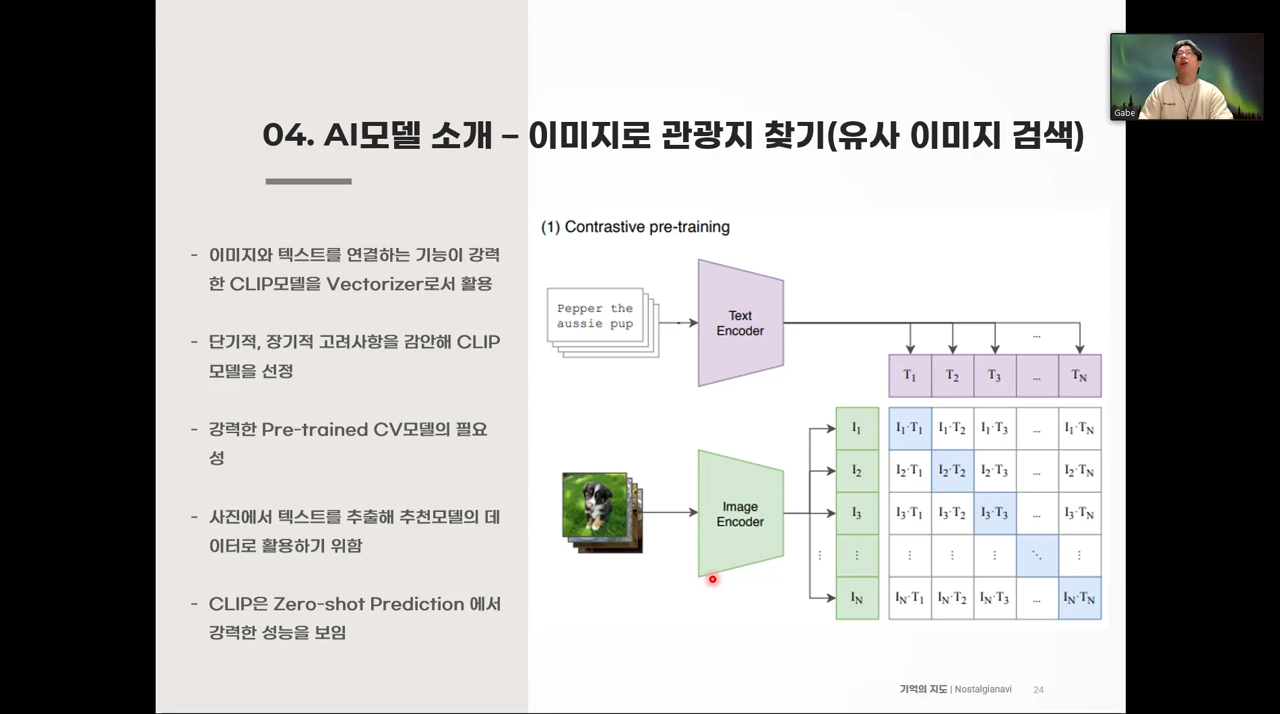 Gabe
04. AI모델 소개 – 이미지로 관광지 찾기(유사 이미지 검색)
- 이미지와 텍스트를 연결하는 기능이 강력
한 CLIP모델을 Vectorizer로서 활용
- 단기적, 장기적 고려사항을 감안해 CLIP
모델을 선정
- 강력한 Pre-trained CV모델의 필요
성
- 사진에서 텍스트를 추출해 추천모델의 데
이터로 활용하기 위함
- CLIP은 Zero-shot Prediction 에서
강력한 성능을 보임
(1) Contrastive pre-training
Pepper the
aussie pup
Text
Encoder
...
T1 T2 T3 ... TN
Image
Encoder
I1 I1·T1 I1·T2 I1·T3 ... I1·TN
I2 I2·T1 I2·T2 I2·T3 ... I2·TN
I3 I3·T1 I3·T2 I3·T3 ... I3·TN
⋮ ⋮ ⋮ ⋮ ⋮ ⋱ ⋮
IN IN·T1 IN·T2 IN·T3 ... IN·TN
기억의 지도 | Nostalgianavi 24